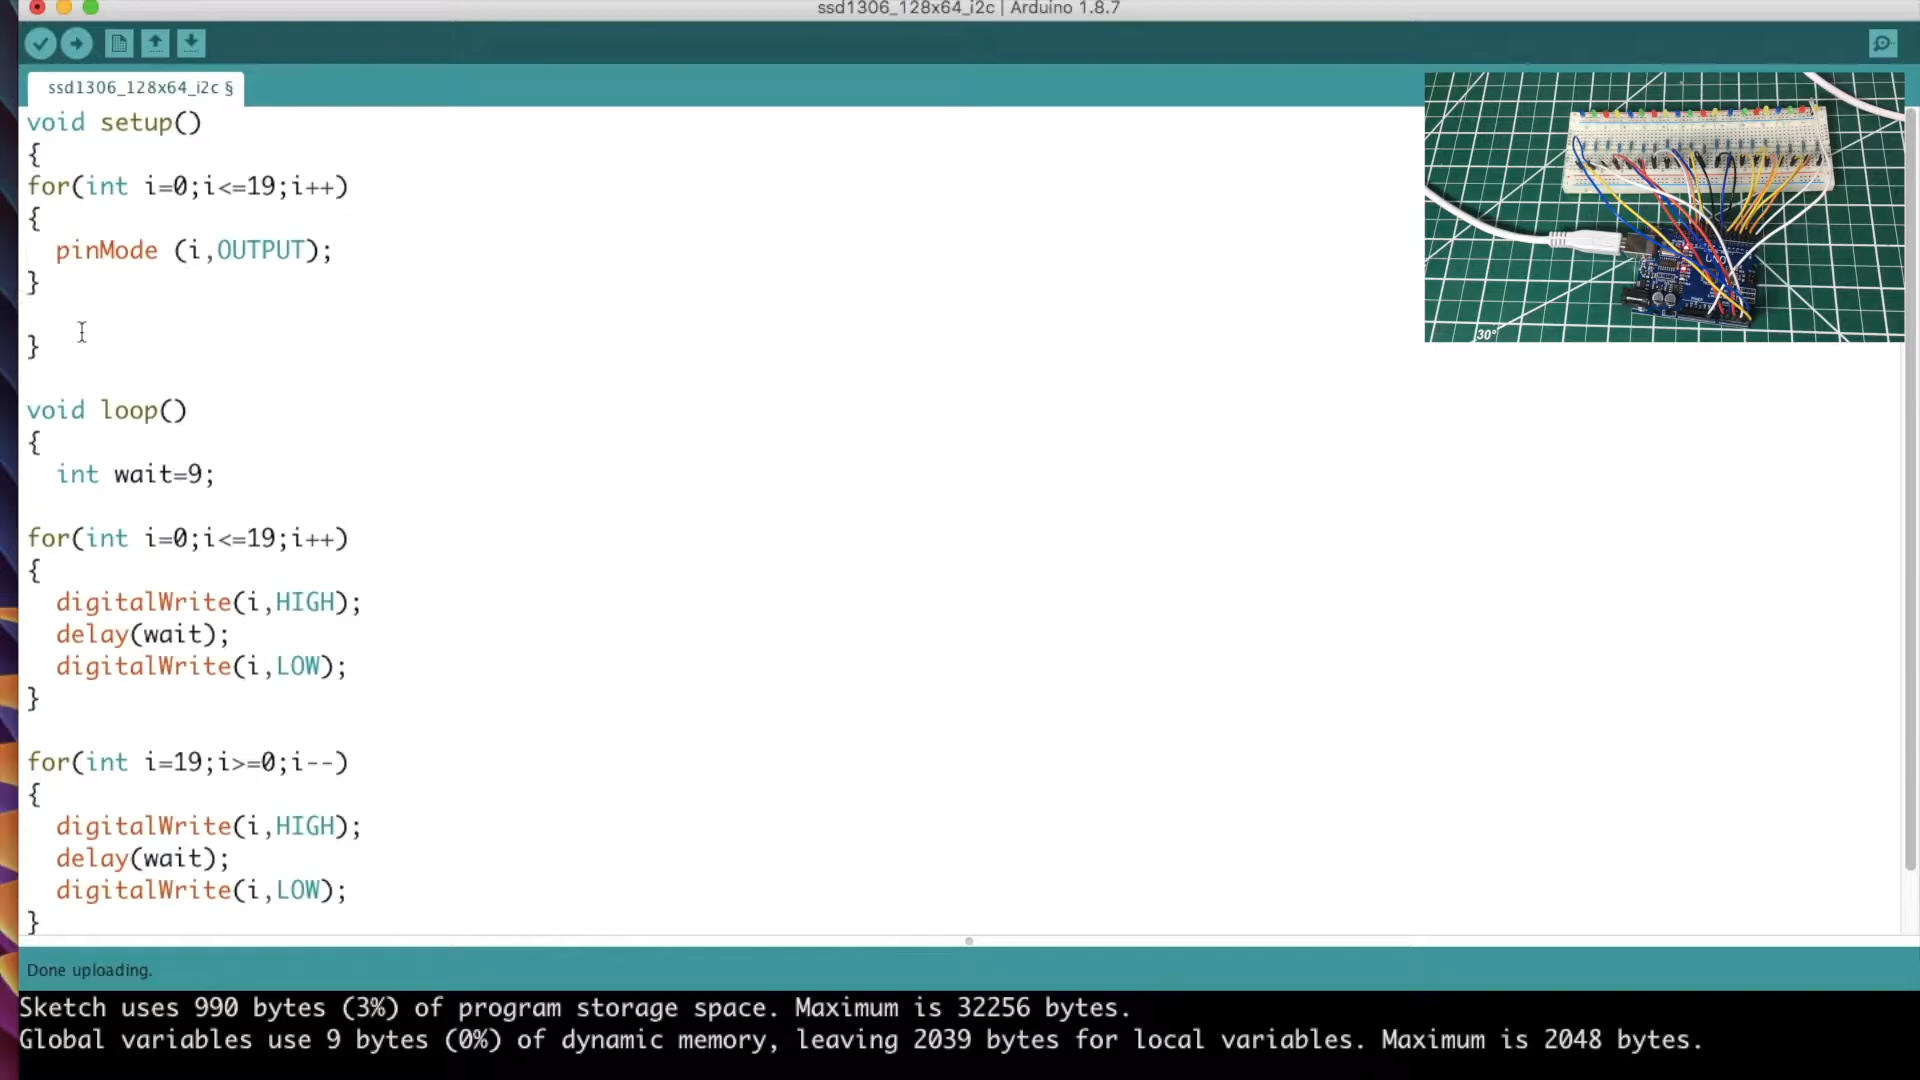 ssd1306_128x64_i2c | Arduino 1.8.7
ssd1306_128x64_i2c §
void setup()
{
for(int i=0;i<=19;i++)
{
  pinMode (i,OUTPUT);
}
}
void loop()
{
  int wait=9;
for(int i=0;i<=19;i++)
{
  digitalWrite(i,HIGH);
  delay(wait);
  digitalWrite(i,LOW);
}
for(int i=19;i>=0;i--)
{
  digitalWrite(i,HIGH);
  delay(wait);
  digitalWrite(i,LOW);
}
30°
Done uploading.
Sketch uses 990 bytes (3%) of program storage space. Maximum is 32256 bytes.
Global variables use 9 bytes (0%) of dynamic memory, leaving 2039 bytes for local variables. Maximum is 2048 bytes.